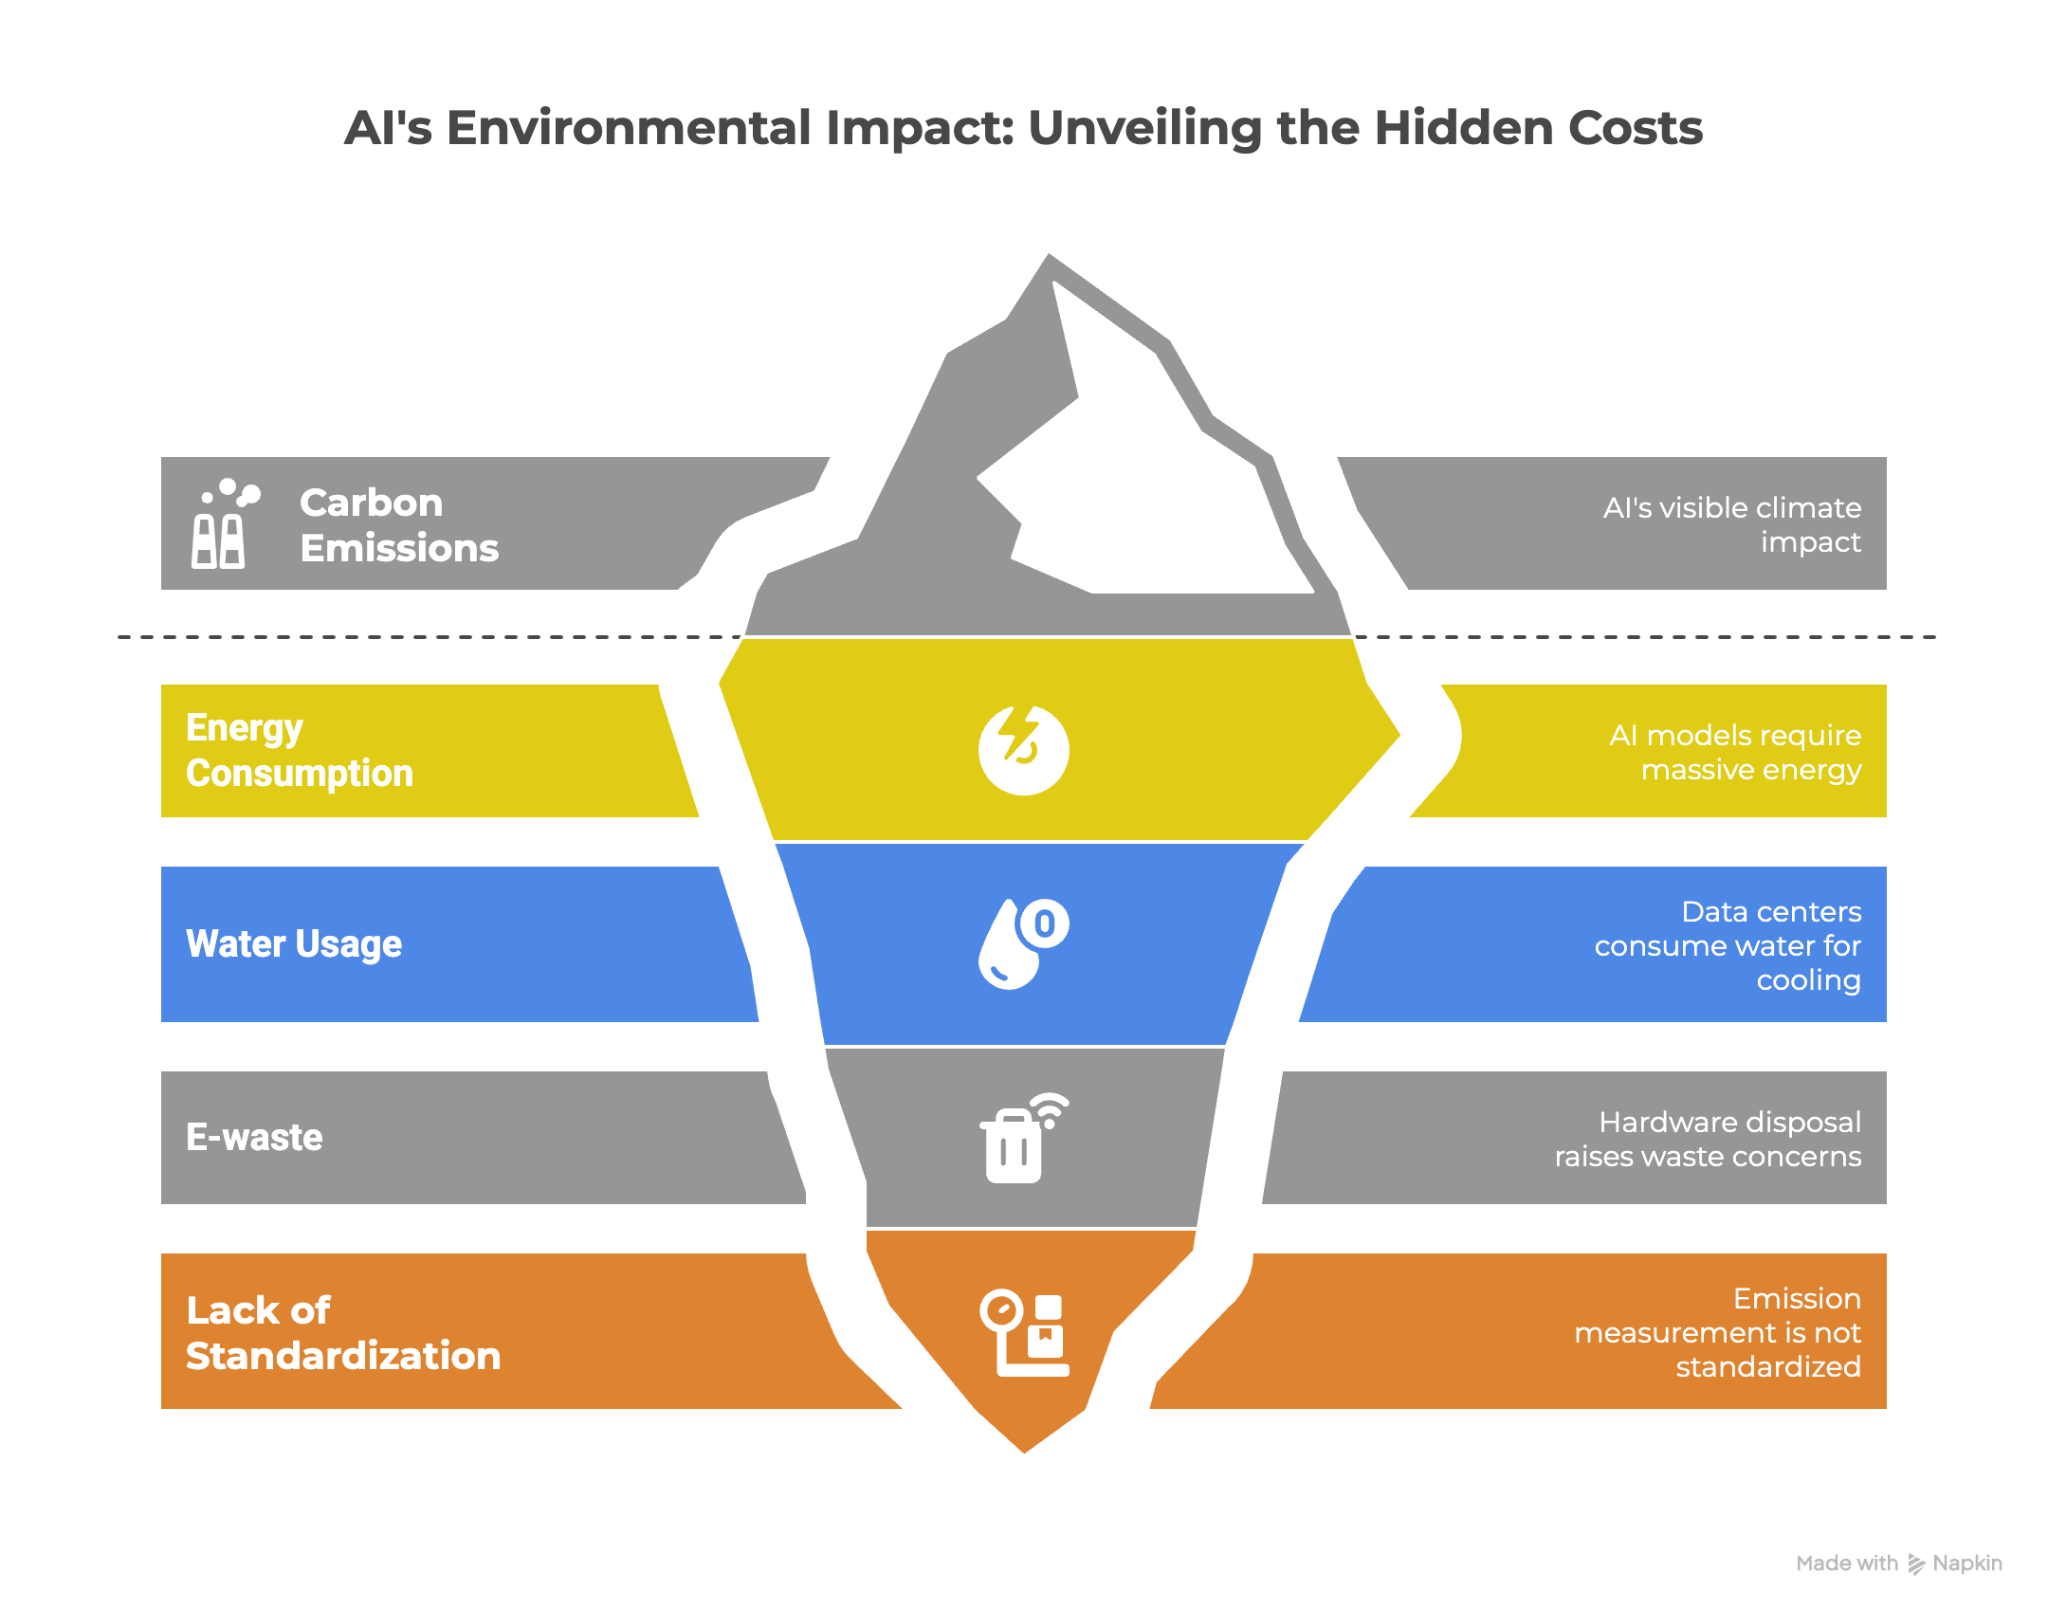 AI's Environmental Impact: Unveiling the Hidden Costs
Carbon
Emissions
AI's visible climate
impact
Energy
Consumption
AI models require
massive energy
Water Usage
Data centers
consume water for
cooling
E-waste
Hardware disposal
raises waste concerns
Lack of
Standardization
Emission
measurement is not
standardized
Made with Napkin